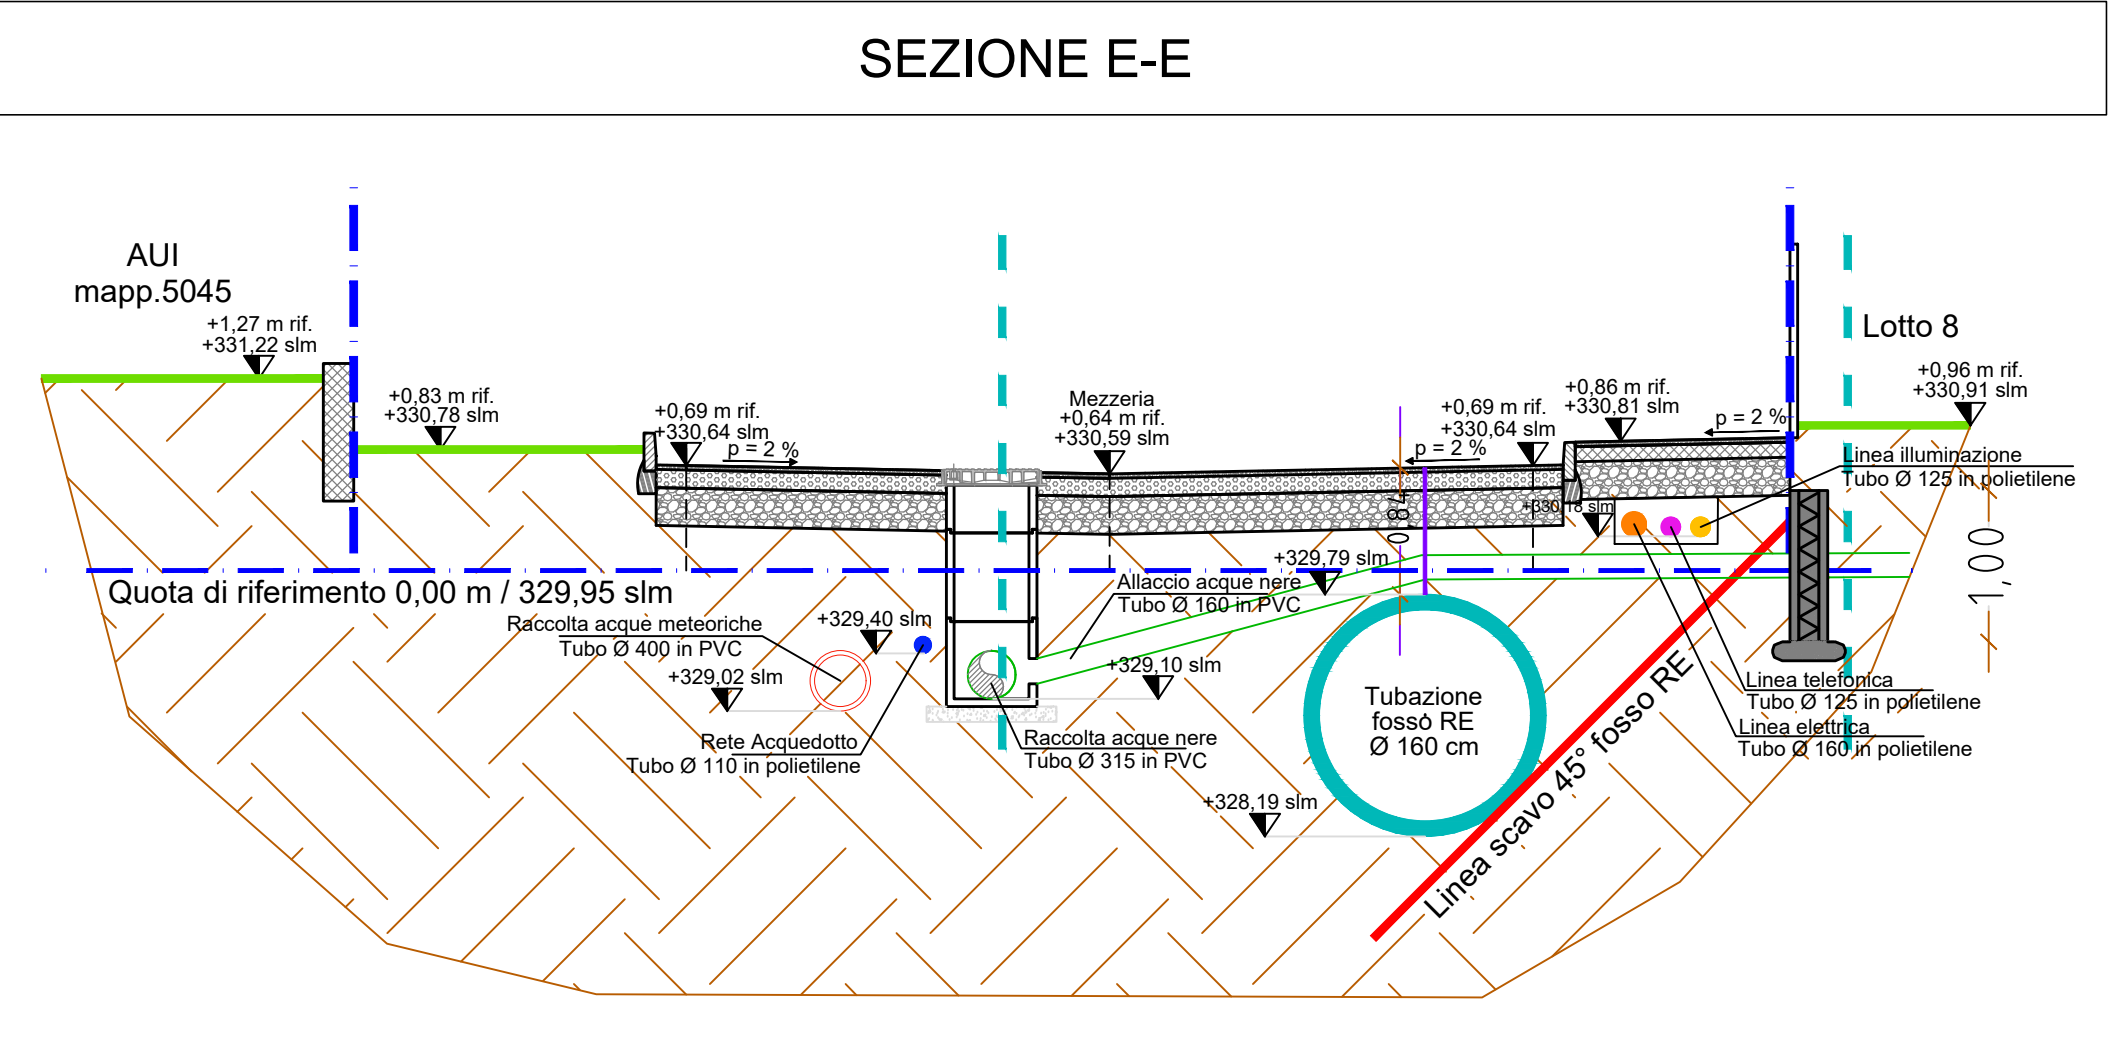 SEZIONE E-E
AUI
mapp.5045
+1,27 m rif.
+331,22 slm
+0,83 m rif.
+330,78 slm
+0,69 m rif.
+330,64 slm
p = 2 %
Mezzeria
+0,64 m rif.
+330,59 slm
+0,69 m rif.
+330,64 slm
p = 2 %
+0,86 m rif.
+330,81 slm
p = 2 %
Lotto 8
+0,96 m rif.
+330,91 slm
Linea illuminazione
Tubo Ø 125 in polietilene
+330,18 slm
0,84
1,00
+329,79 slm
Allaccio acque nere
Tubo Ø 160 in PVC
Quota di riferimento 0,00 m / 329,95 slm
Raccolta acque meteoriche
Tubo Ø 400 in PVC
+329,40 slm
+329,02 slm
+329,10 slm
Rete Acquedotto
Tubo Ø 110 in polietilene
Raccolta acque nere
Tubo Ø 315 in PVC
Tubazione
fosso RE
Ø 160 cm
+328,19 slm
Linea scavo 45° fosso RE
Linea telefonica
Tubo Ø 125 in polietilene
Linea elettrica
Tubo Ø 160 in polietilene